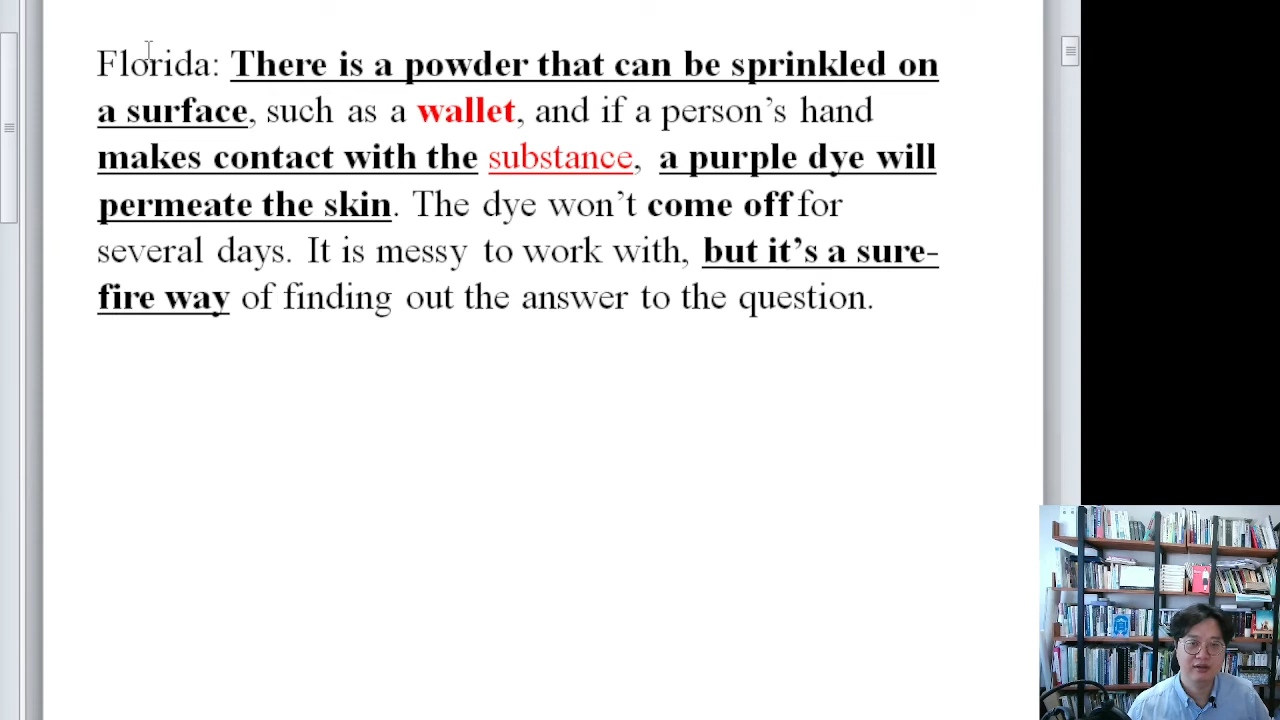 Florida: There is a powder that can be sprinkled on
a surface, such as a wallet, and if a person’s hand
makes contact with the substance, a purple dye will
permeate the skin. The dye won’t come off for
several days. It is messy to work with, but it’s a sure-
fire way of finding out the answer to the question.